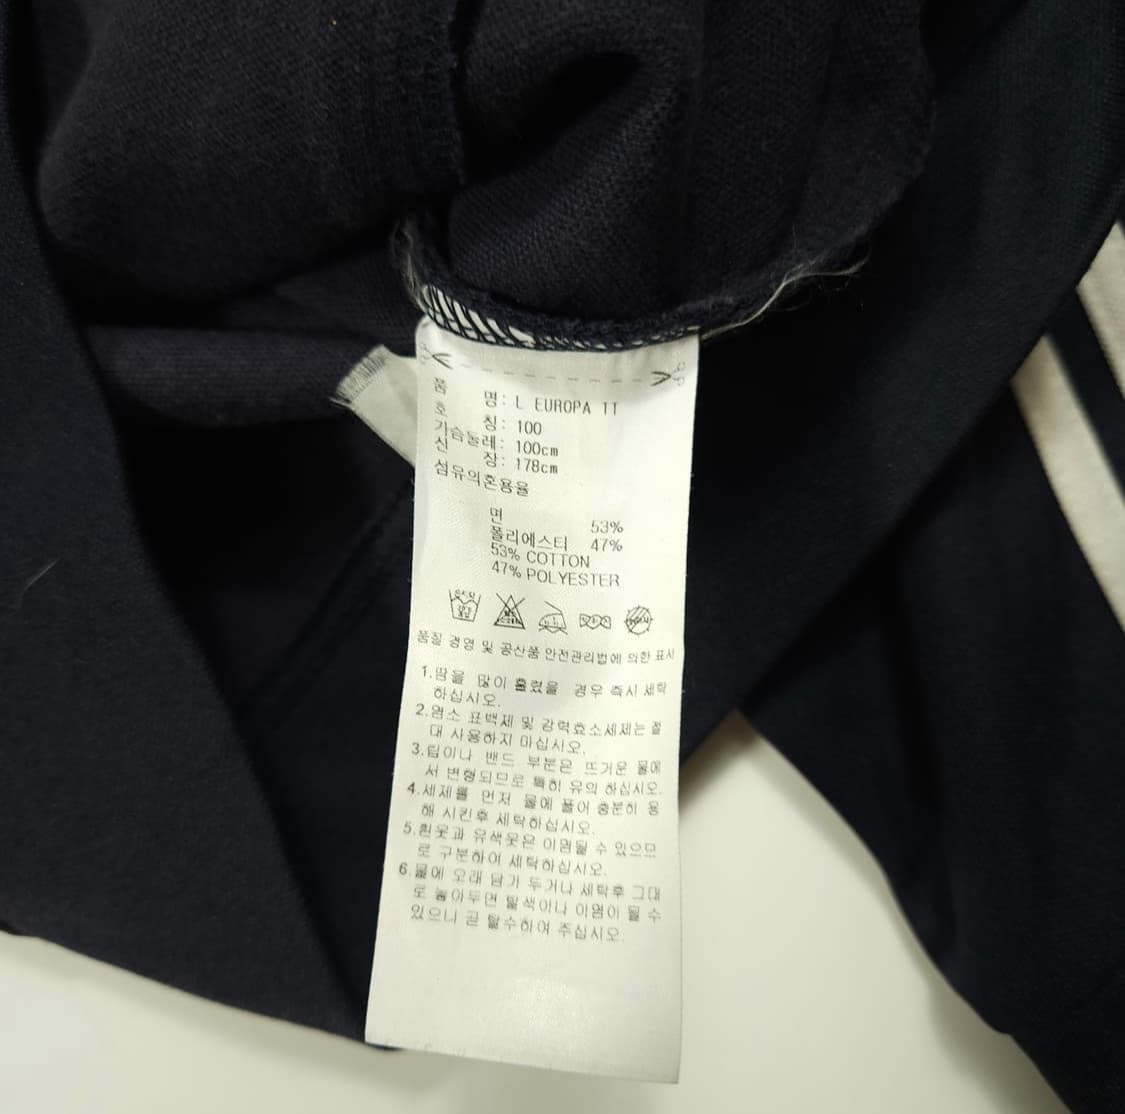 품 명: L EUROPA TT
호 칭: 100
가슴둘레: 100cm
신 장: 178cm
섬유의혼용율
면 53%
폴리에스터 47%
53% COTTON
47% POLYESTER
품질 경영 및 공산품 안전관리법에 의한 표시
1.땀을 많이 흘렸을 경우 즉시 세탁
하십시오.
2.염소 표백제 및 강력효소세제는 절
대 사용하지 마십시오.
3.립이나 밴드 부분은 뜨거운 물에
서 변형되므로 특히 유의 하십시오.
4.세제를 먼저 물에 풀어 충분히 용
해 시킨후 세탁하십시오.
5.흰옷과 유색옷은 이염될 수 있으므
로 구분하여 세탁하십시오.
6.물에 오래 담가 두거나 세탁후 그대
로 놓아두면 탈색이나 이염이 될 수
있으니 곧 탈수하여 주십시오.